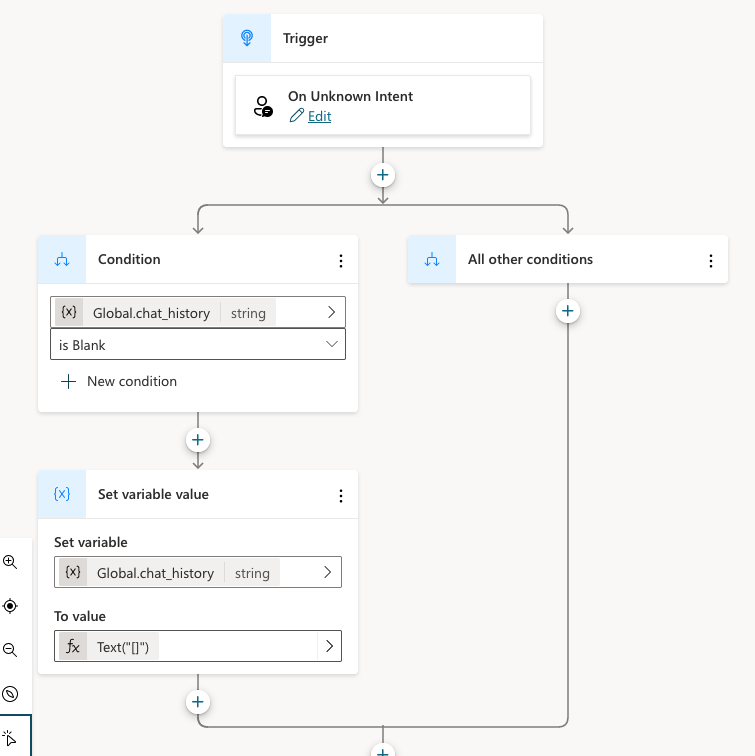 Trigger
On Unknown Intent
Edit
Condition
All other conditions
{x} Global.chat_history string
is Blank
New condition
{x} Set variable value
Set variable
{x} Global.chat_history string
To value
fx Text("[]")